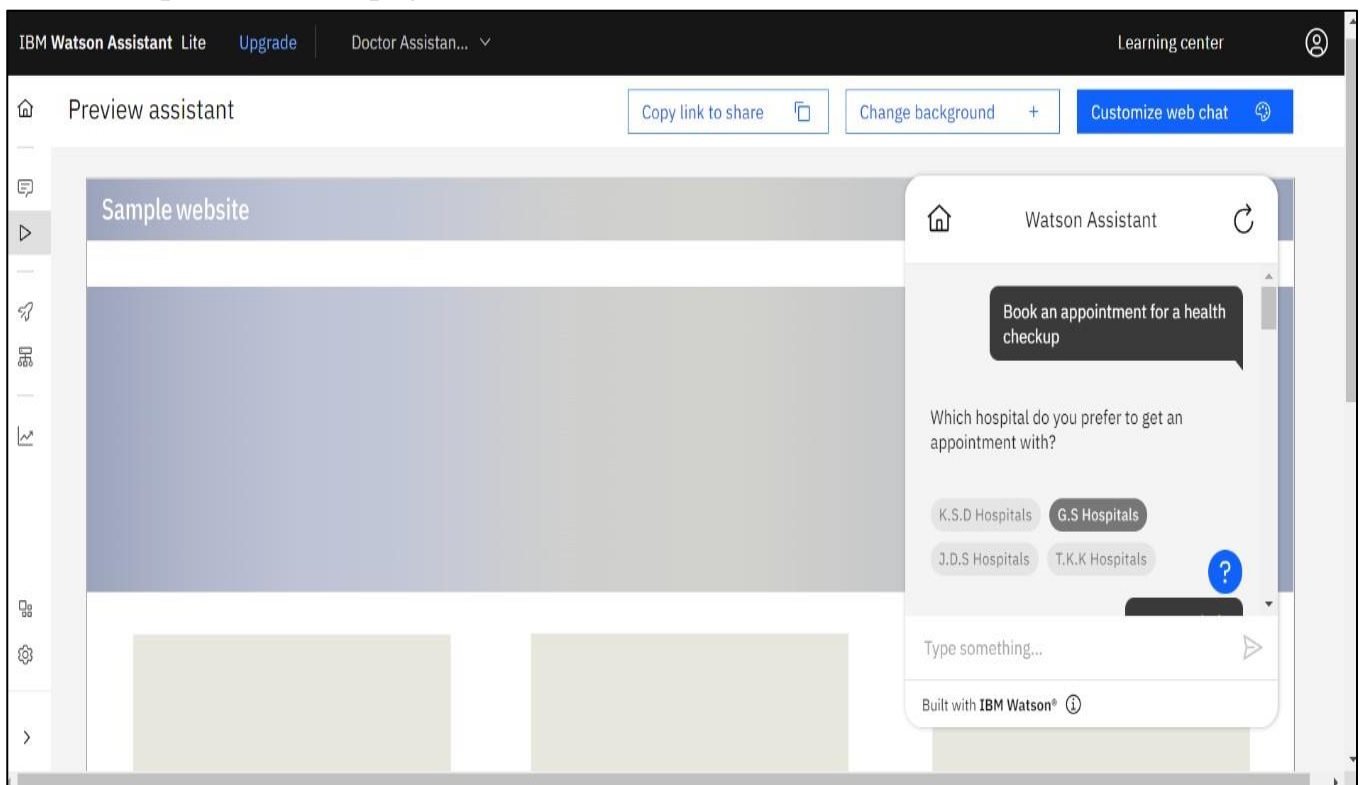 IBM Watson Assistant Lite Upgrade Doctor Assistan... Learning center
Preview assistant Copy link to share Change background + Customize web chat
Sample website
Watson Assistant
Book an appointment for a health
checkup
Which hospital do you prefer to get an
appointment with?
K.S.D Hospitals G.S Hospitals
J.D.S Hospitals T.K.K Hospitals
?
Type something...
Built with IBM Watson®